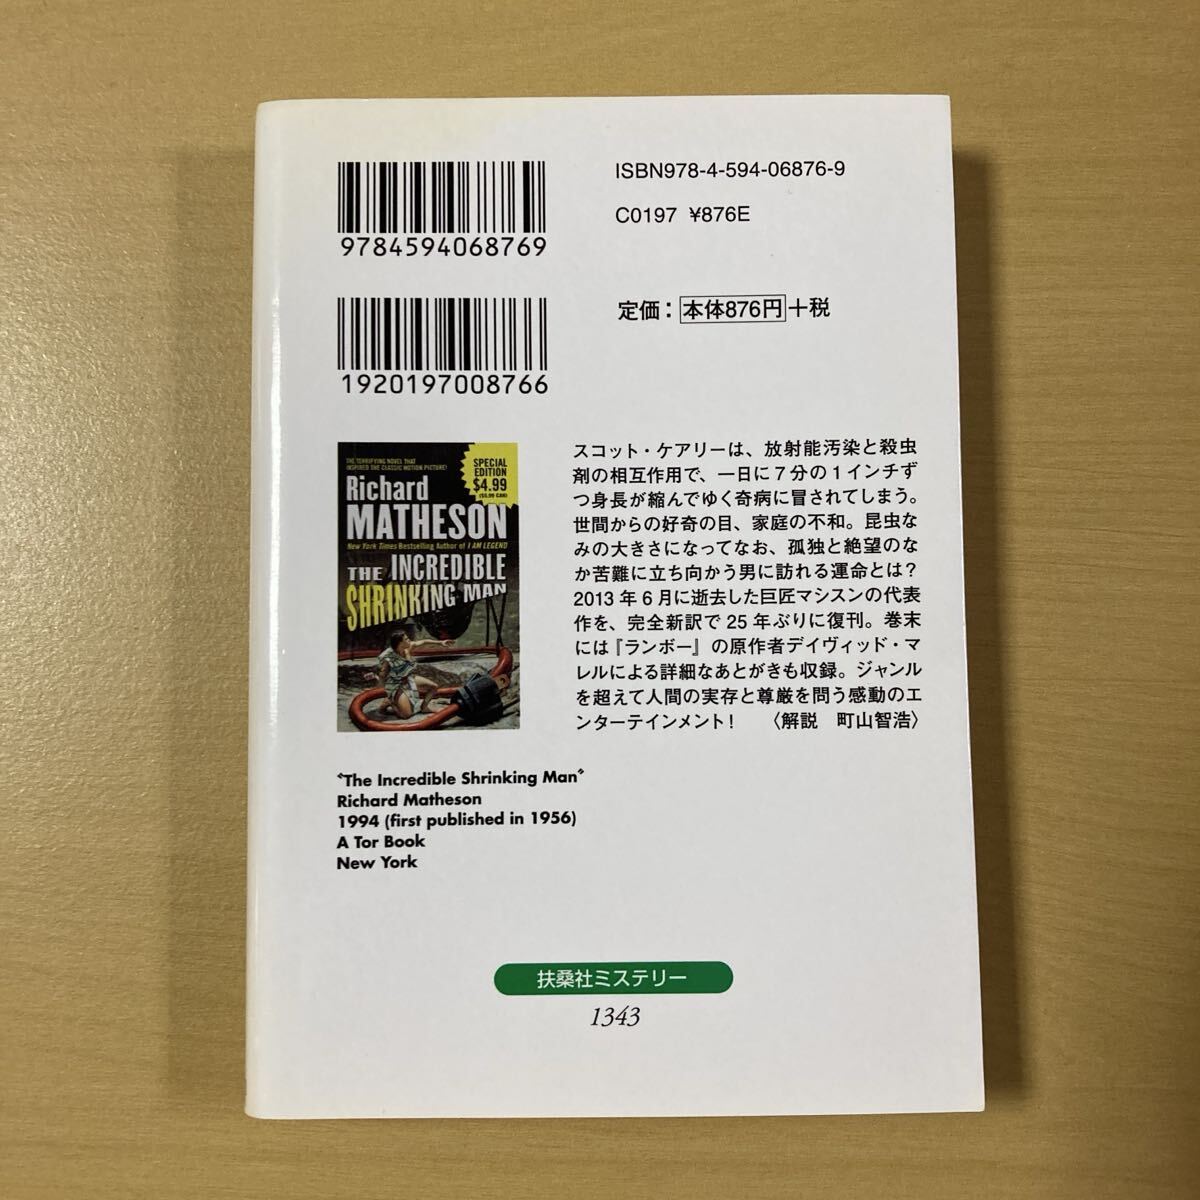 ISBN978-4-594-06876-9
C0197 ¥876E
9784594068769
定価：本体876円＋税
1920197008766
スコット・ケアリーは、放射能汚染と殺虫
剤の相互作用で、一日に７分の１インチず
つ身長が縮んでゆく奇病に冒されてしまう。
世間からの好奇の目、家庭の不和。昆虫な
みの大きさになってなお、孤独と絶望のな
か苦難に立ち向かう男に訪れる運命とは？
2013年６月に逝去した巨匠マシスンの代表
作を、完全新訳で25年ぶりに復刊。巻末
には『ランボー』の原作者デイヴィッド・マ
レルによる詳細なあとがきも収録。ジャンル
を超えて人間の実存と尊厳を問う感動のエ
ンターテインメント！ 〈解説 町山智浩〉
THE TERRIFYING NOVEL THAT
INSPIRED THE CLASSIC MOTION PICTURE!
SPECIAL
EDITION
$4.99
($5.99 CAN)
Richard
MATHESON
New York Times Bestselling Author of I AM LEGEND
THE INCREDIBLE
SHRINKING MAN
"The Incredible Shrinking Man"
Richard Matheson
1994 (first published in 1956)
A Tor Book
New York
扶桑社ミステリー
1343